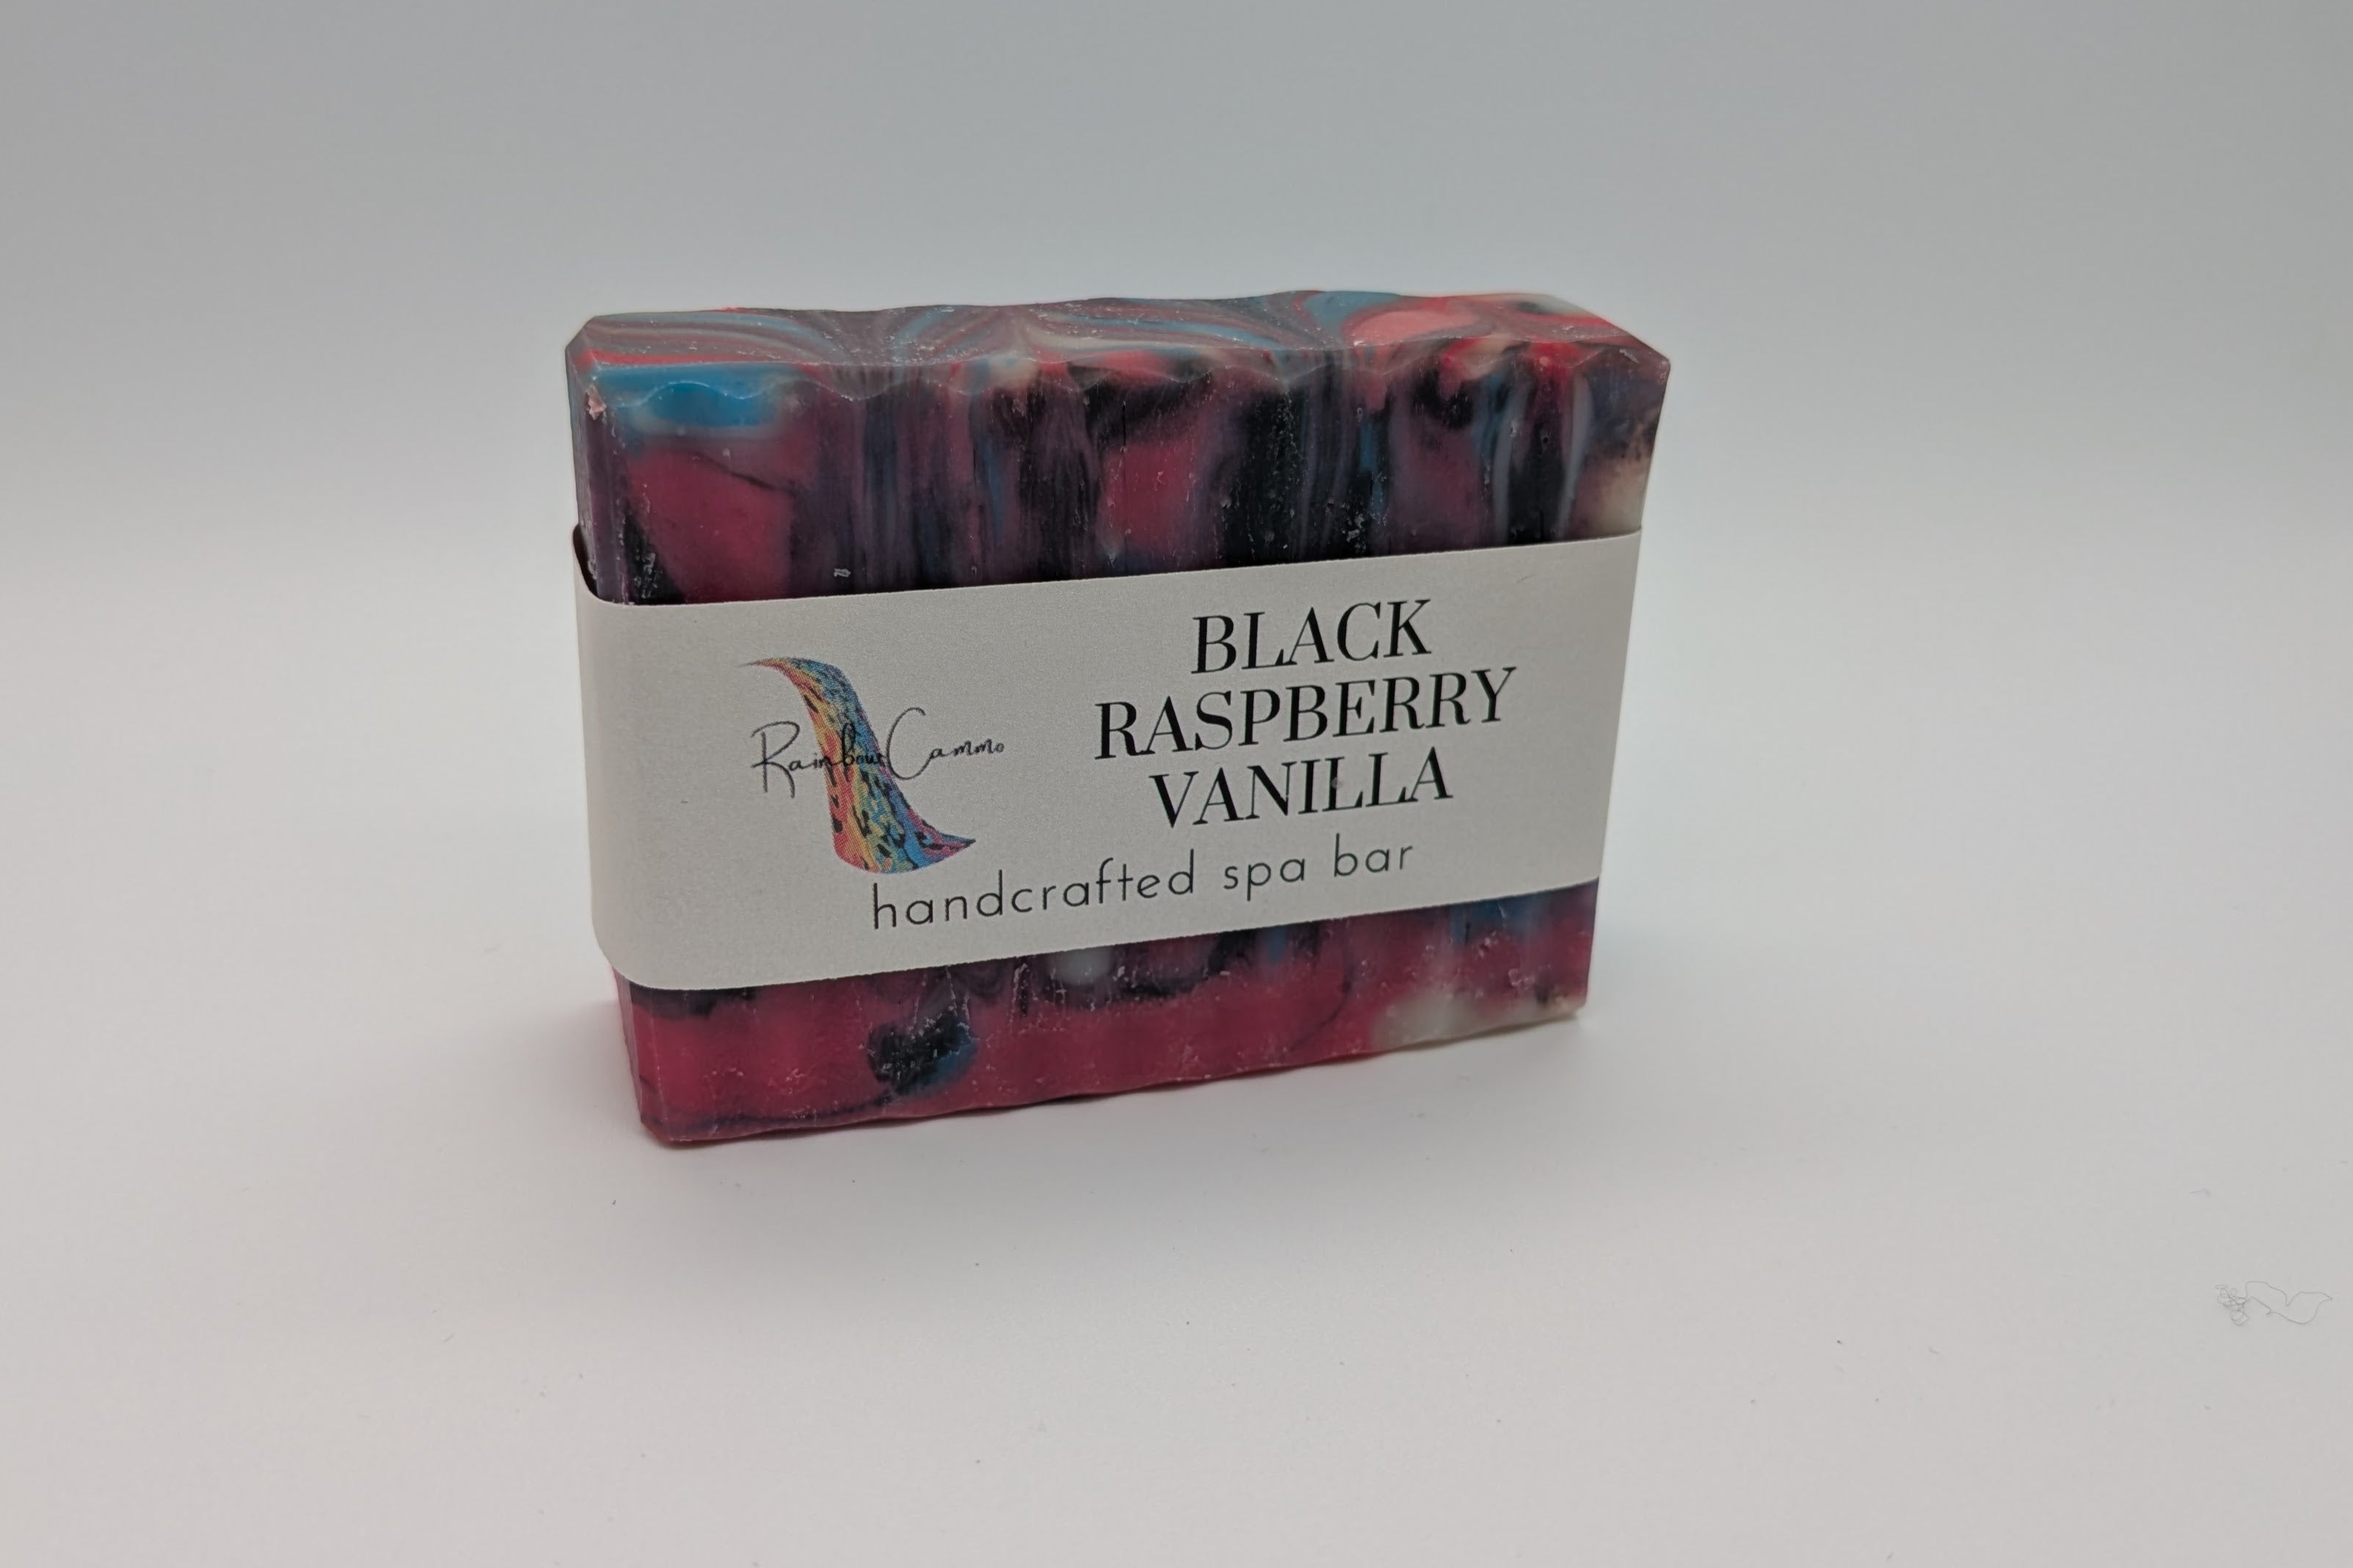 RainbowCammo
BLACK
RASPBERRY
VANILLA
handcrafted spa bar